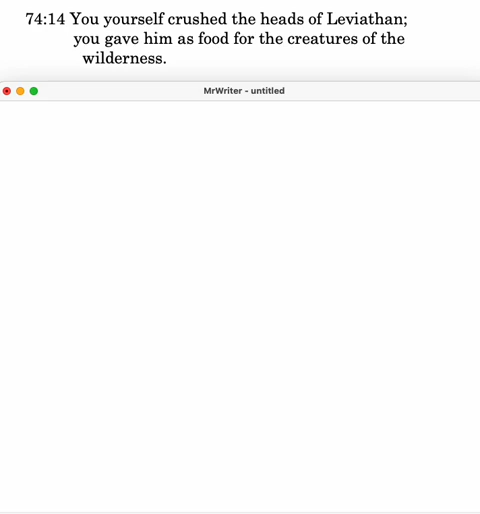 74:14 You yourself crushed the heads of Leviathan;
you gave him as food for the creatures of the
wilderness.
MrWriter - untitled